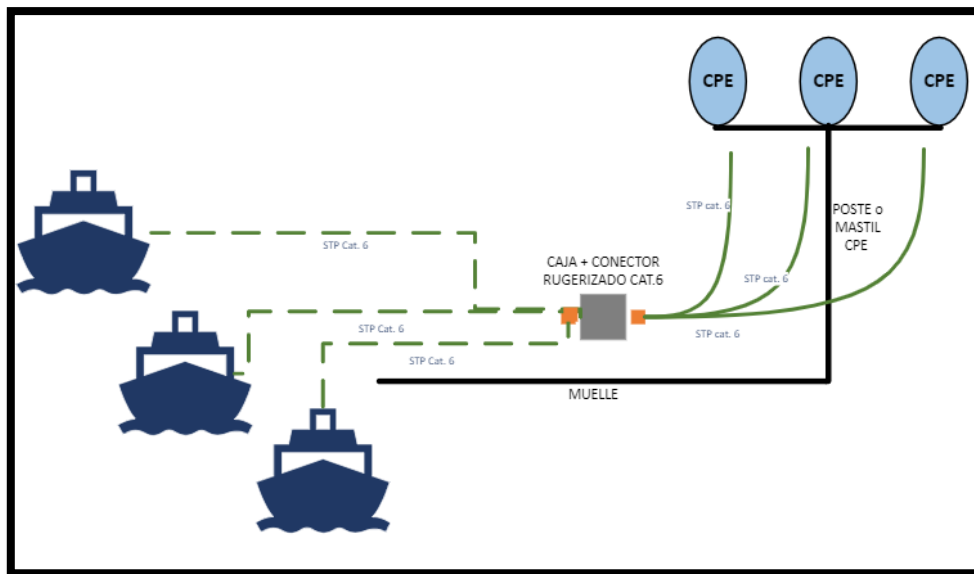 CPE
CPE
CPE
STP cat. 6
POSTE o
MASTIL
CPE
STP Cat. 6
CAJA + CONECTOR
RUGERIZADO CAT.6
STP cat. 6
STP Cat. 6
STP cat. 6
STP Cat. 6
MUELLE